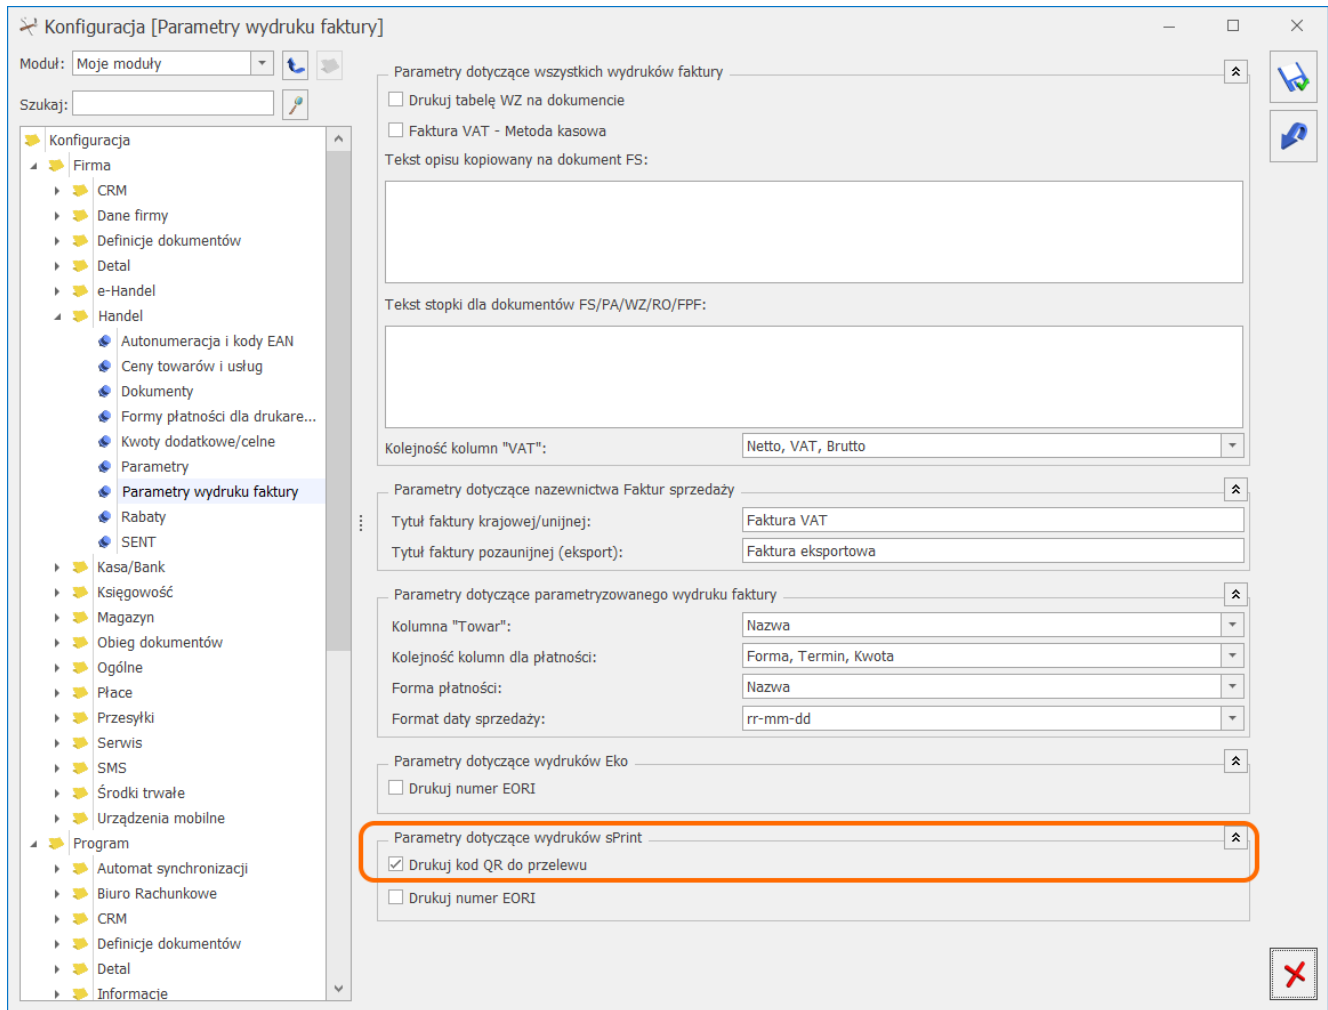 Konfiguracja [Parametry wydruku faktury]
Moduł: Moje moduły
Szukaj:
Konfiguracja
Firma
CRM
Dane firmy
Definicje dokumentów
Detal
e-Handel
Handel
Autonumeracja i kody EAN
Ceny towarów i usług
Dokumenty
Formy płatności dla drukare...
Kwoty dodatkowe/celne
Parametry
Parametry wydruku faktury
Rabaty
SENT
Kasa/Bank
Księgowość
Magazyn
Obieg dokumentów
Ogólne
Płace
Przesyłki
Serwis
SMS
Środki trwałe
Urządzenia mobilne
Program
Automat synchronizacji
Biuro Rachunkowe
CRM
Definicje dokumentów
Detal
Informacje
Parametry dotyczące wszystkich wydruków faktury
Drukuj tabelę WZ na dokumencie
Faktura VAT - Metoda kasowa
Tekst opisu kopiowany na dokument FS:
Tekst stopki dla dokumentów FS/PA/WZ/RO/FPF:
Kolejność kolumn "VAT": Netto, VAT, Brutto
Parametry dotyczące nazewnictwa Faktur sprzedaży
Tytuł faktury krajowej/unijnej: Faktura VAT
Tytuł faktury pozaunijnej (eksport): Faktura eksportowa
Parametry dotyczące parametryzowanego wydruku faktury
Kolumna "Towar": Nazwa
Kolejność kolumn dla płatności: Forma, Termin, Kwota
Forma płatności: Nazwa
Format daty sprzedaży: rr-mm-dd
Parametry dotyczące wydruków Eko
Drukuj numer EORI
Parametry dotyczące wydruków sPrint
Drukuj kod QR do przelewu
Drukuj numer EORI